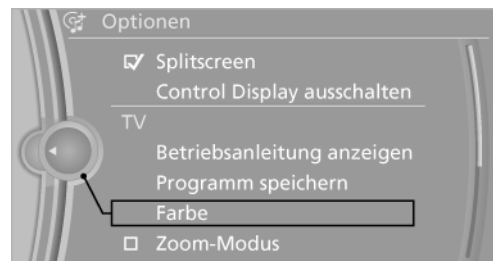 Optionen
Splitscreen
Control Display ausschalten
TV
Betriebsanleitung anzeigen
Programm speichern
Farbe
Zoom-Modus